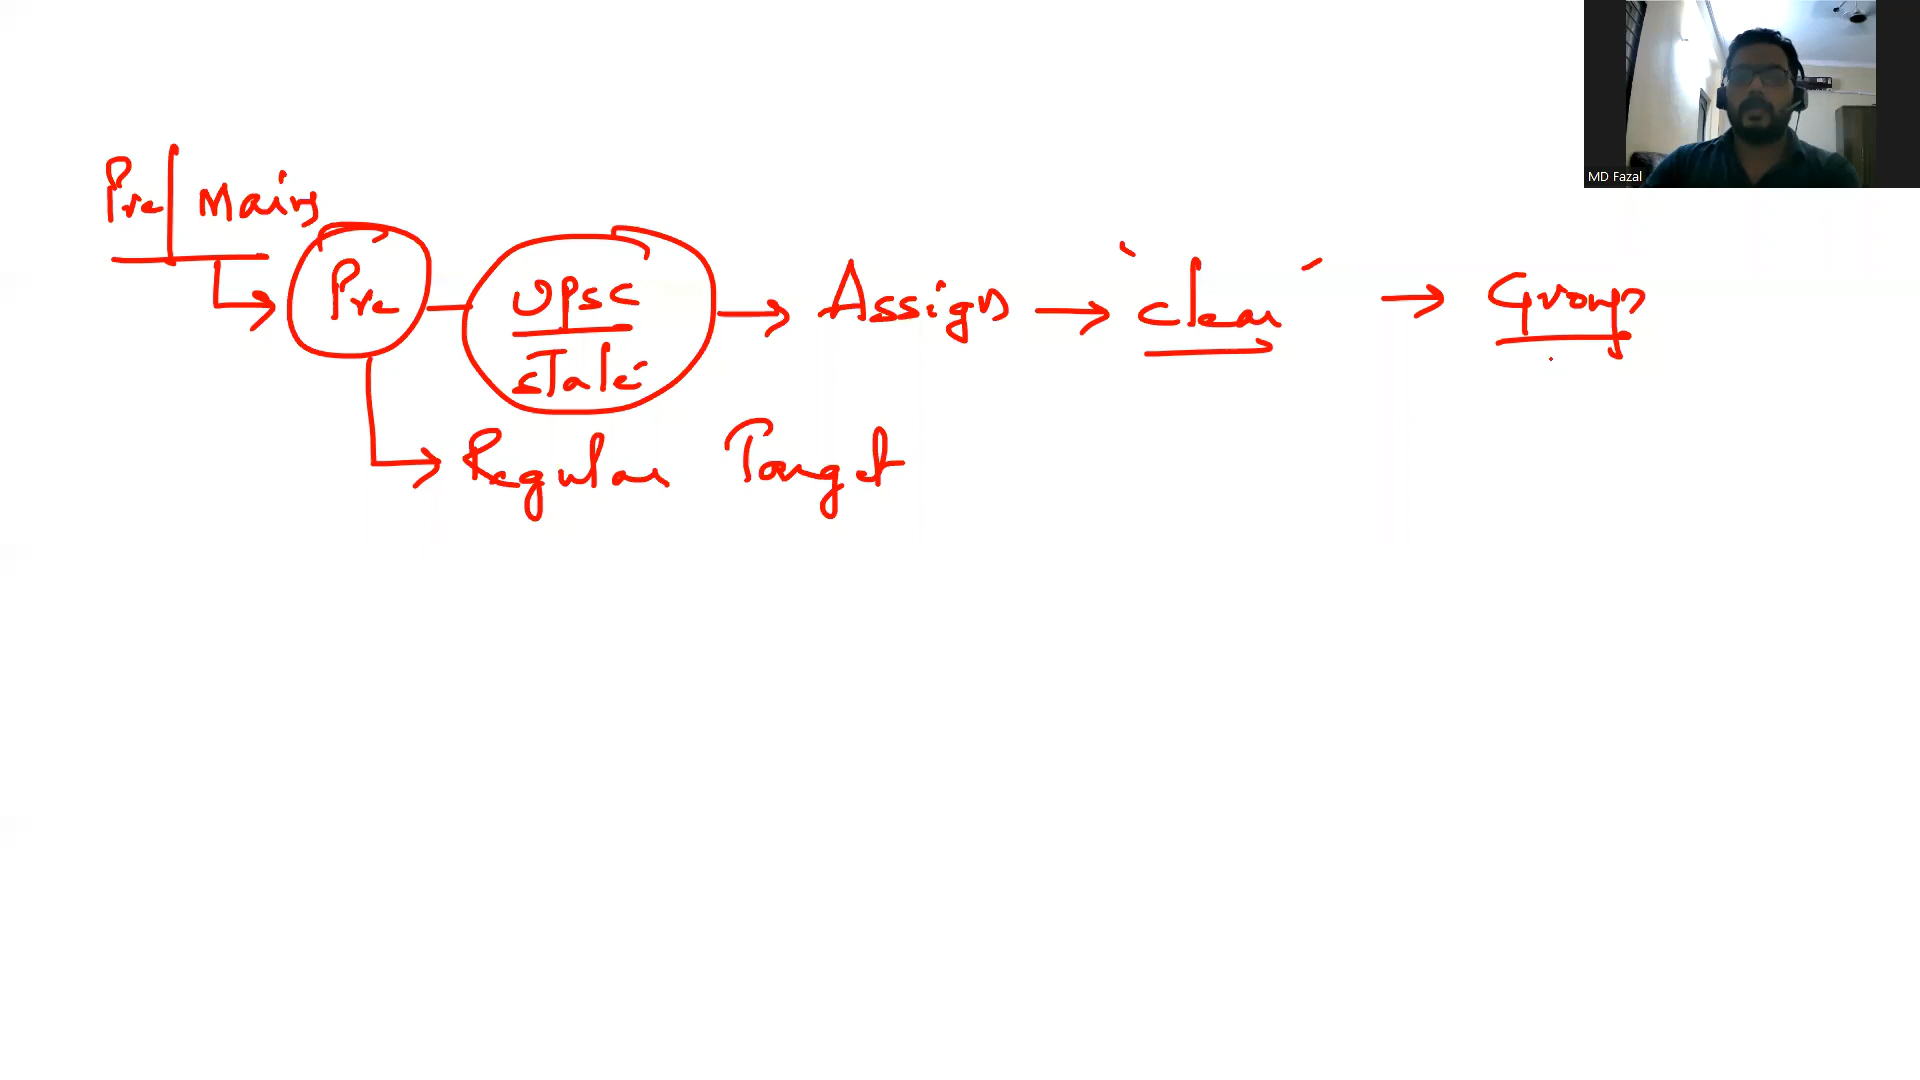 MD Fazal
Pre | Mains
Pre — UPSC → Assign → 'clear' → Group
State
→ Regular Target